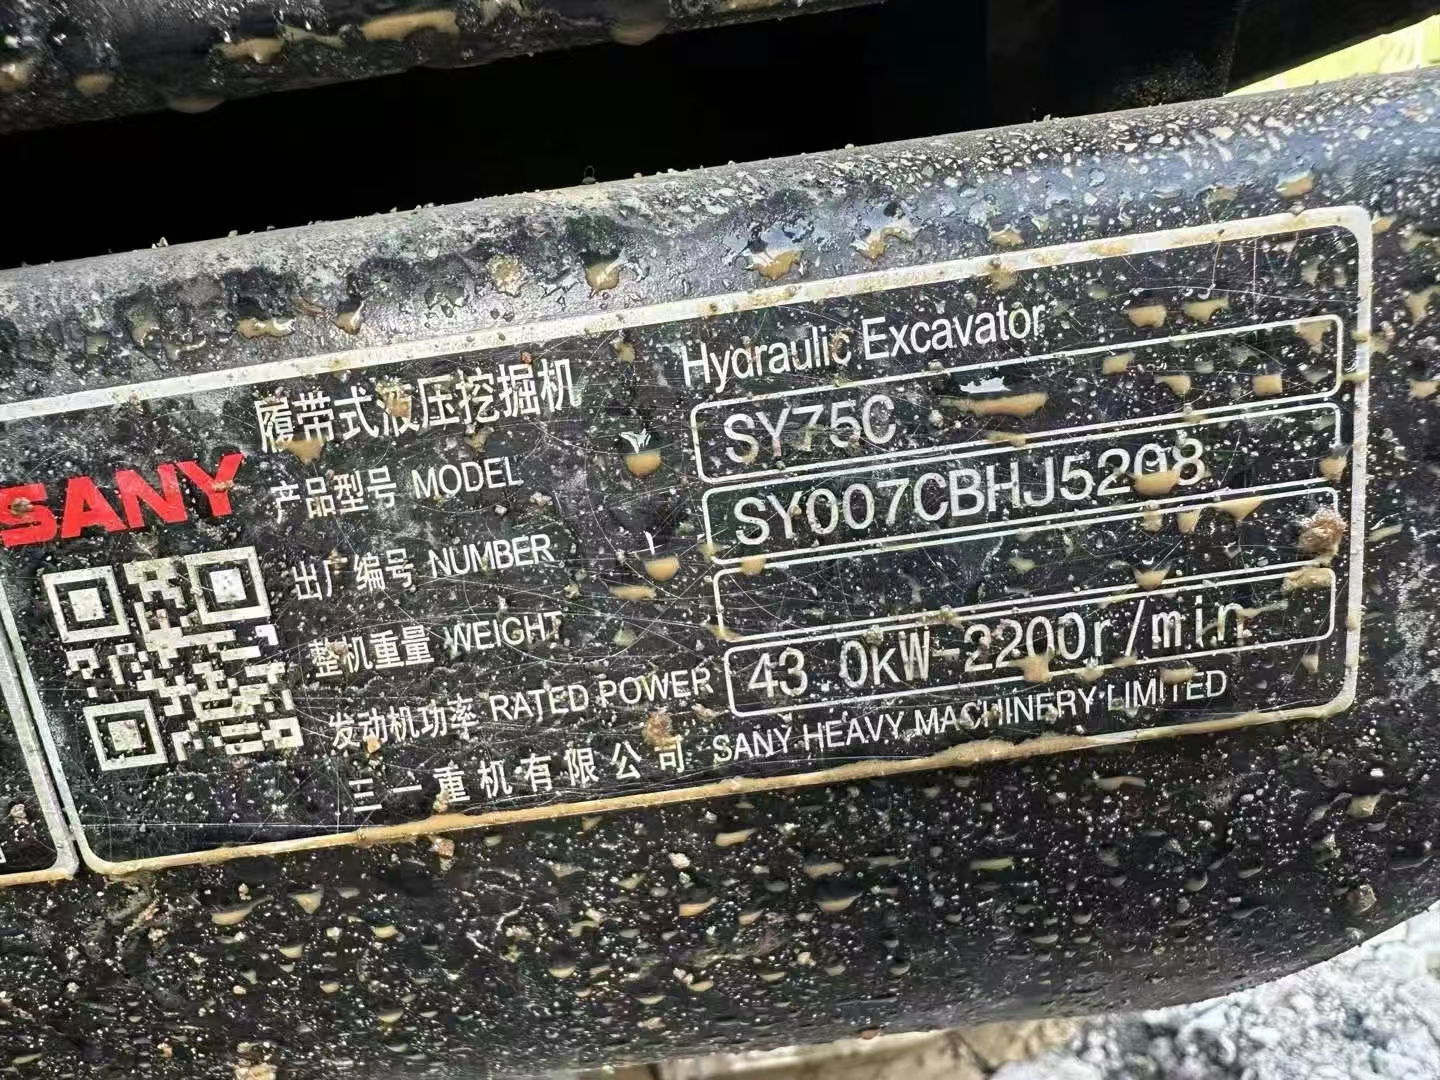 履带式液压挖掘机 Hydraulic Excavator
SANY
产品型号 MODEL SY75C
出厂编号 NUMBER SY007CBHJ5208
整机重量 WEIGHT
发动机功率 RATED POWER 43.0KW-2200r/min
三一重机有限公司 SANY HEAVY MACHINERY LIMITED